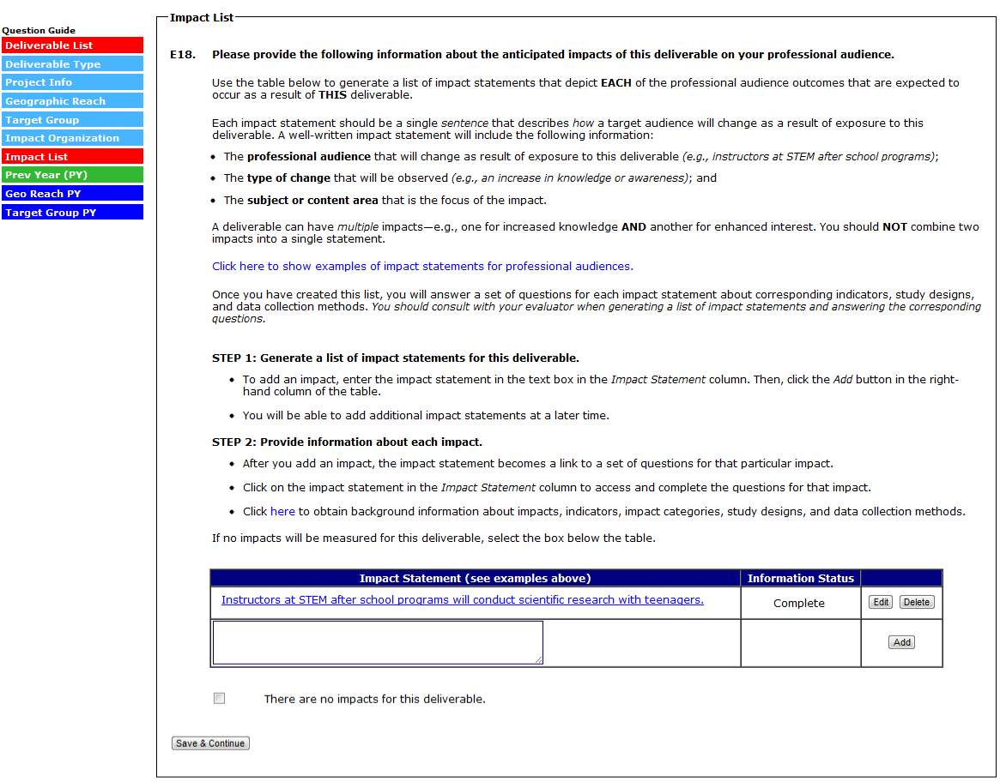 Question Guide
Deliverable List
Deliverable Type
Project Info
Geographic Reach
Target Group
Impact Organization
Impact List
Prev Year (PY)
Geo Reach PY
Target Group PY
Impact List
E18. Please provide the following information about the anticipated impacts of this deliverable on your professional audience.
Use the table below to generate a list of impact statements that depict EACH of the professional audience outcomes that are expected to
occur as a result of THIS deliverable.
Each impact statement should be a single sentence that describes how a target audience will change as a result of exposure to this
deliverable. A well-written impact statement will include the following information:
• The professional audience that will change as result of exposure to this deliverable (e.g., instructors at STEM after school programs);
• The type of change that will be observed (e.g., an increase in knowledge or awareness); and
• The subject or content area that is the focus of the impact.
A deliverable can have multiple impacts—e.g., one for increased knowledge AND another for enhanced interest. You should NOT combine two
impacts into a single statement.
Click here to show examples of impact statements for professional audiences.
Once you have created this list, you will answer a set of questions for each impact statement about corresponding indicators, study designs,
and data collection methods. You should consult with your evaluator when generating a list of impact statements and answering the corresponding
questions.
STEP 1: Generate a list of impact statements for this deliverable.
• To add an impact, enter the impact statement in the text box in the Impact Statement column. Then, click the Add button in the right-
hand column of the table.
• You will be able to add additional impact statements at a later time.
STEP 2: Provide information about each impact.
• After you add an impact, the impact statement becomes a link to a set of questions for that particular impact.
• Click on the impact statement in the Impact Statement column to access and complete the questions for that impact.
• Click here to obtain background information about impacts, indicators, impact categories, study designs, and data collection methods.
If no impacts will be measured for this deliverable, select the box below the table.
Impact Statement (see examples above) Information Status
Instructors at STEM after school programs will conduct scientific research with teenagers. Complete Edit Delete
Add
There are no impacts for this deliverable.
Save & Continue